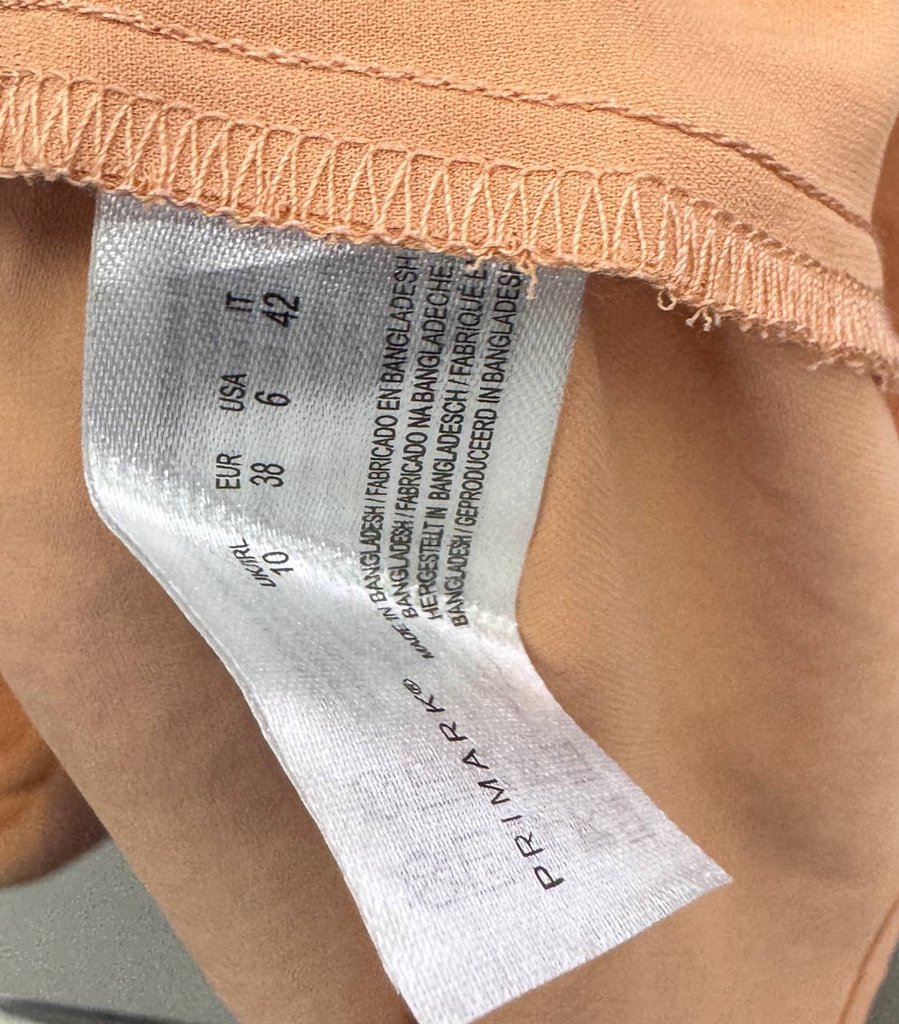 PRIMARK®
UK/IRL EUR USA IT
10 38 6 42
MADE IN BANGLADESH / FABRICADO EN BANGLADESH
BANGLADESH / FABRICADO NA BANGLADECHE
HERGESTELLT IN BANGLADESCH / FABRIQUÉ
BANGLADESH / GEPRODUCEERD IN BANGLADESH